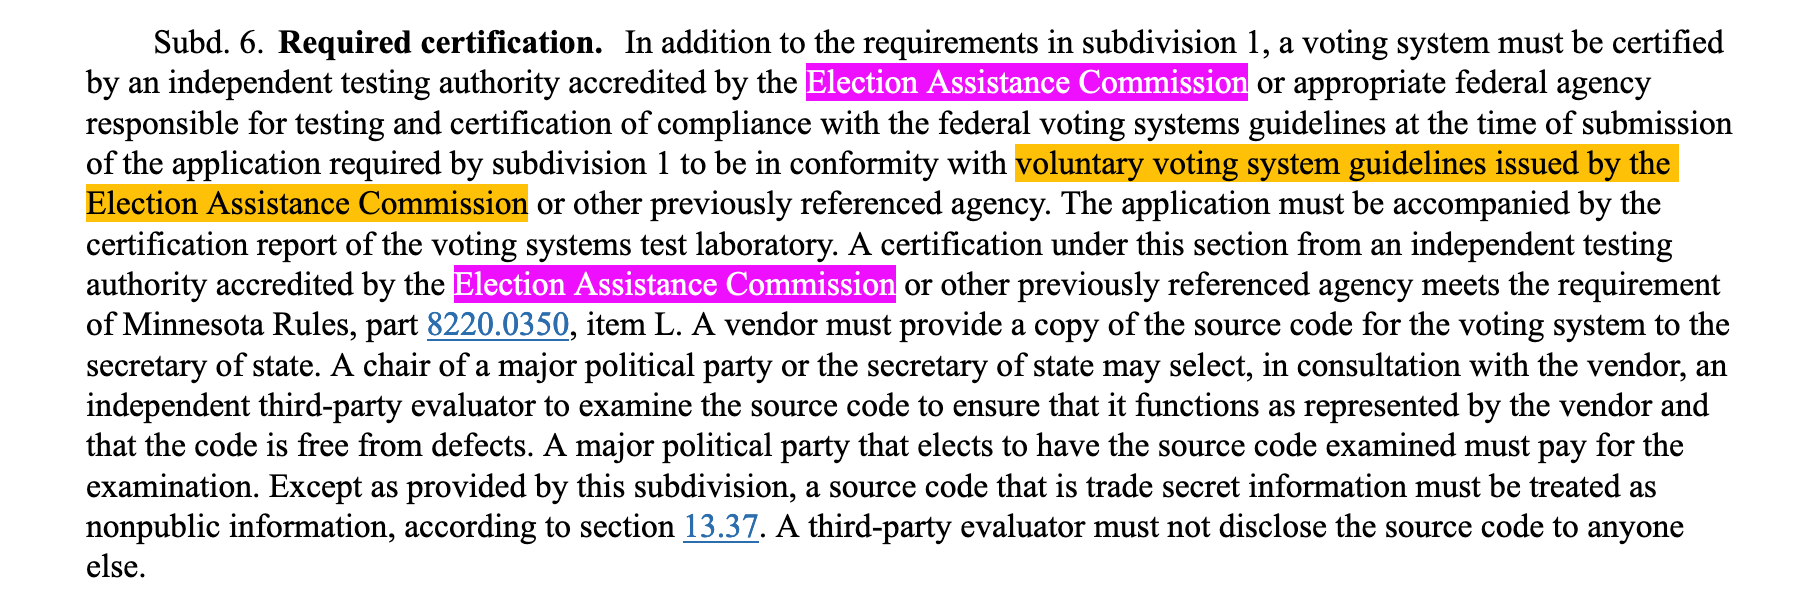 Subd. 6. Required certification. In addition to the requirements in subdivision 1, a voting system must be certified
by an independent testing authority accredited by the Election Assistance Commission or appropriate federal agency
responsible for testing and certification of compliance with the federal voting systems guidelines at the time of submission
of the application required by subdivision 1 to be in conformity with voluntary voting system guidelines issued by the
Election Assistance Commission or other previously referenced agency. The application must be accompanied by the
certification report of the voting systems test laboratory. A certification under this section from an independent testing
authority accredited by the Election Assistance Commission or other previously referenced agency meets the requirement
of Minnesota Rules, part 8220.0350, item L. A vendor must provide a copy of the source code for the voting system to the
secretary of state. A chair of a major political party or the secretary of state may select, in consultation with the vendor, an
independent third-party evaluator to examine the source code to ensure that it functions as represented by the vendor and
that the code is free from defects. A major political party that elects to have the source code examined must pay for the
examination. Except as provided by this subdivision, a source code that is trade secret information must be treated as
nonpublic information, according to section 13.37. A third-party evaluator must not disclose the source code to anyone
else.